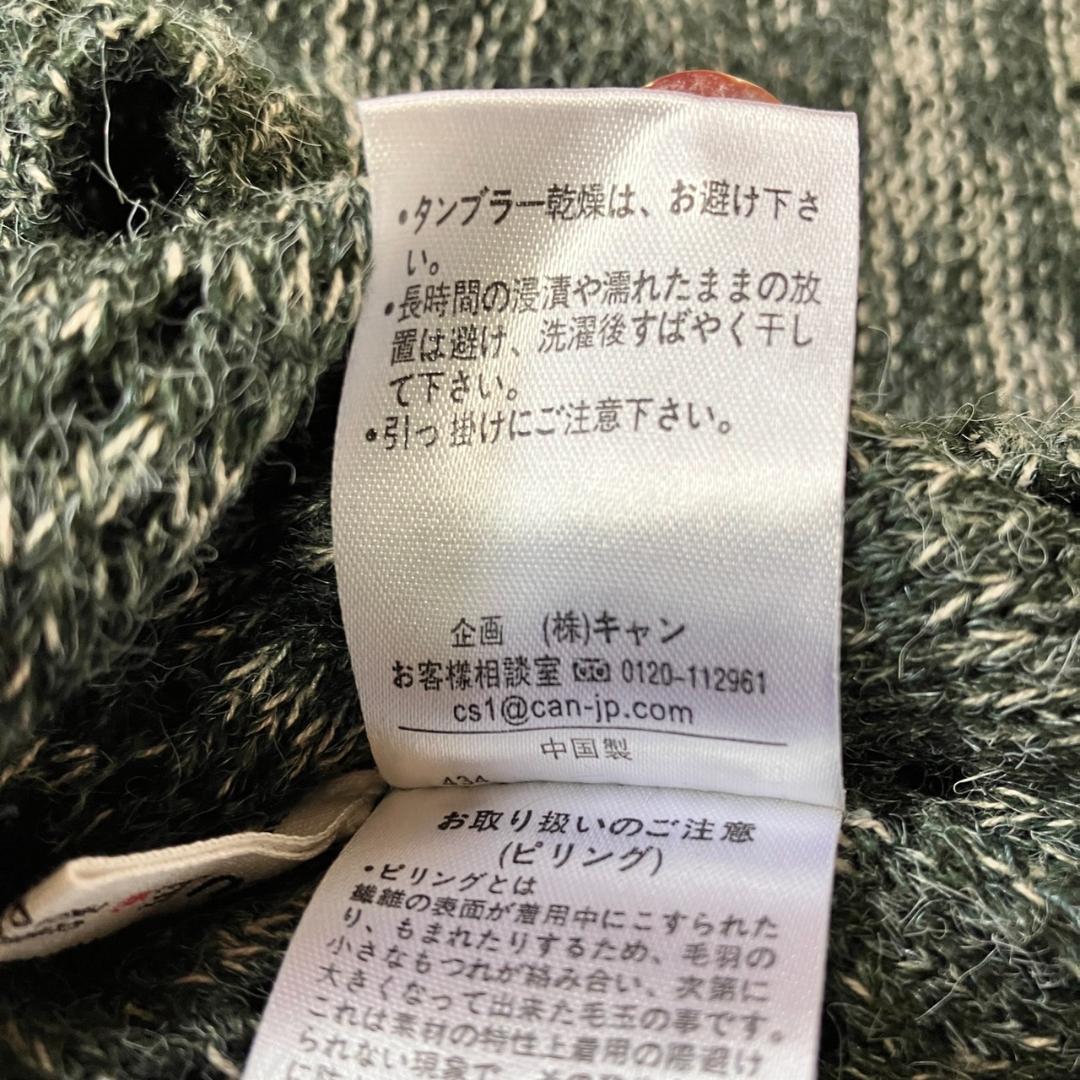 •タンブラー乾燥は、お避け下さ
い。
•長時間の浸漬や濡れたままの放
置は避け、洗濯後すばやく干し
て下さい。
•引っ掛けにご注意下さい。
企画 (株)キャン
お客様相談室 0120-112961
cs1@can-jp.com
中国製
お取り扱いのご注意
(ピリング)
•ピリングとは
繊維の表面が着用中にこすられた
り、もまれたりするため、毛羽の
小さなもつれが絡み合い、次第に
大きくなって出来た毛玉の事です。
これは素材の特性上着用の際避け
られない現象で、